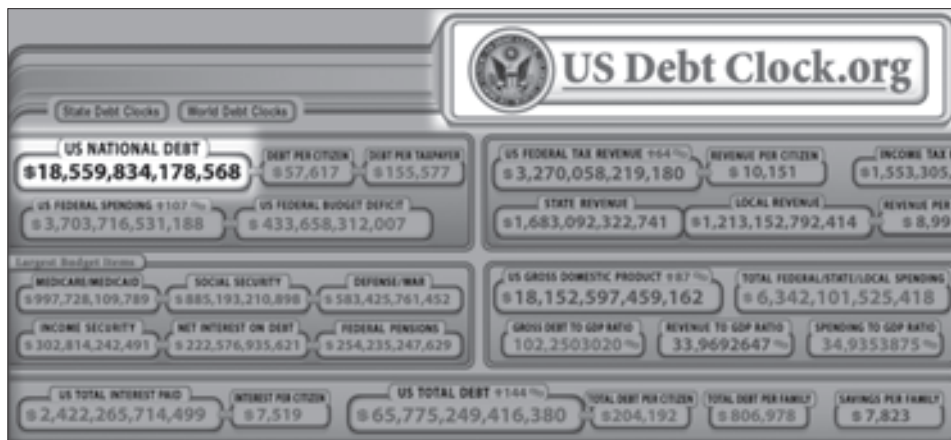 US Debt Clock.org
State Debt Clocks World Debt Clocks
US NATIONAL DEBT
$18,559,834,178,568
DEBT PER CITIZEN
$57,617
DEBT PER TAXPAYER
$155,577
US FEDERAL SPENDING
$3,703,716,531,188
US FEDERAL BUDGET DEFICIT
$433,658,312,007
US FEDERAL TAX REVENUE
$3,270,058,219,180
REVENUE PER CITIZEN
$10,151
INCOME TAX
$1,553,305,
STATE REVENUE
$1,683,092,322,741
LOCAL REVENUE
$1,213,152,792,414
REVENUE PER
$8,99
Largest Budget Items
MEDICARE/MEDICAID
$997,728,109,789
SOCIAL SECURITY
$885,193,210,898
DEFENSE/WAR
$583,425,761,452
INCOME SECURITY
$302,814,242,491
NET INTEREST ON DEBT
$222,576,935,621
FEDERAL PENSIONS
$254,235,247,629
US GROSS DOMESTIC PRODUCT
$18,152,597,459,162
TOTAL FEDERAL/STATE/LOCAL SPENDING
$6,342,101,525,418
GROSS DEBT TO GDP RATIO
102.2503020%
REVENUE TO GDP RATIO
33.9692647%
SPENDING TO GDP RATIO
34.9353875%
US TOTAL INTEREST PAID
$2,422,265,714,499
INTEREST PER CITIZEN
$7,519
US TOTAL DEBT
$65,775,249,416,380
TOTAL DEBT PER CITIZEN
$204,192
TOTAL DEBT PER FAMILY
$806,978
SAVINGS PER FAMILY
$7,823